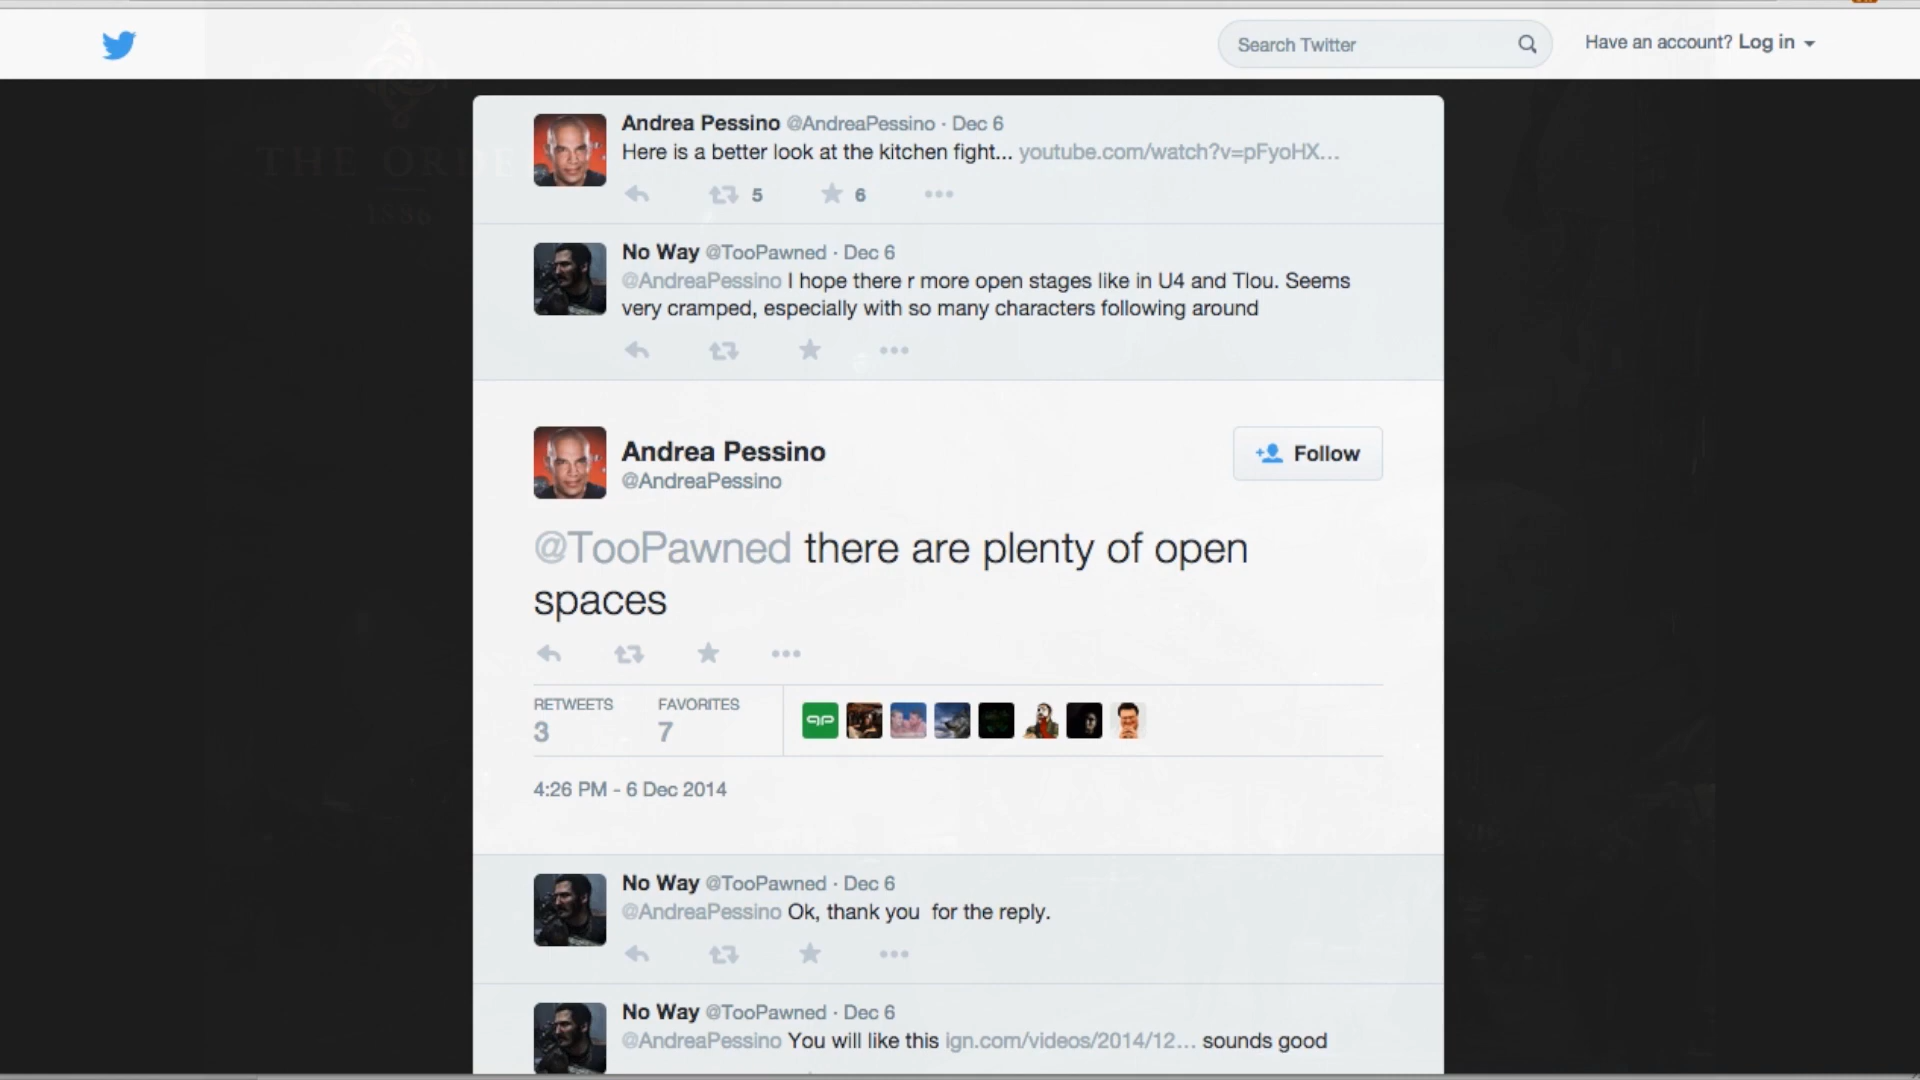 Search Twitter
Have an account? Log in
THE ORDE
1886
Andrea Pessino @AndreaPessino · Dec 6
Here is a better look at the kitchen fight... youtube.com/watch?v=pFyoHX...
5
6
No Way @TooPawned · Dec 6
@AndreaPessino I hope there r more open stages like in U4 and Tlou. Seems
very cramped, especially with so many characters following around
Andrea Pessino
@AndreaPessino
Follow
@TooPawned there are plenty of open
spaces
RETWEETS
3
FAVORITES
7
4:26 PM - 6 Dec 2014
No Way @TooPawned · Dec 6
@AndreaPessino Ok, thank you  for the reply.
No Way @TooPawned · Dec 6
@AndreaPessino You will like this ign.com/videos/2014/12... sounds good